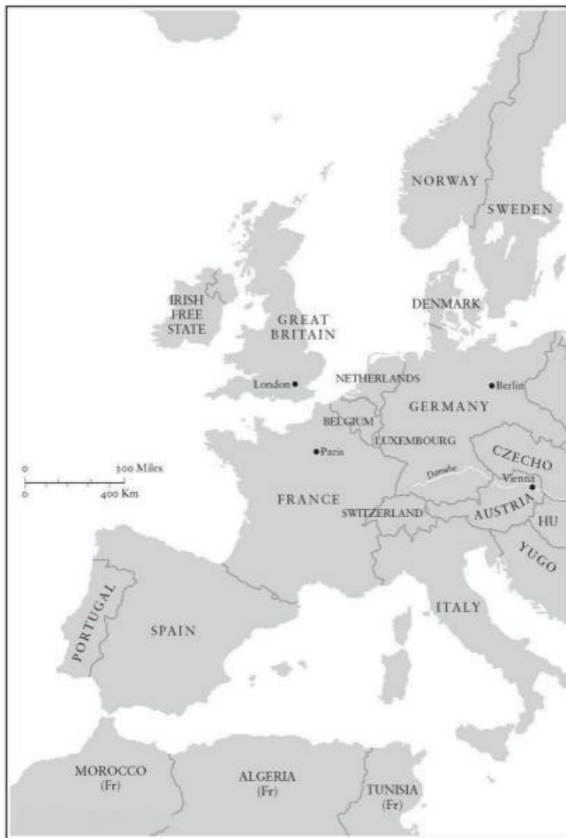 NORWAY
SWEDEN
IRISH
FREE
STATE
GREAT
BRITAIN
DENMARK
London
NETHERLANDS
Berlin
GERMANY
BELGIUM
LUXEMBOURG
Paris
CZECHO
Danube
Vienna
0 300 Miles
0 400 Km
FRANCE
SWITZERLAND
AUSTRIA
HU
YUGO
PORTUGAL
SPAIN
ITALY
MOROCCO
(Fr)
ALGERIA
(Fr)
TUNISIA
(Fr)